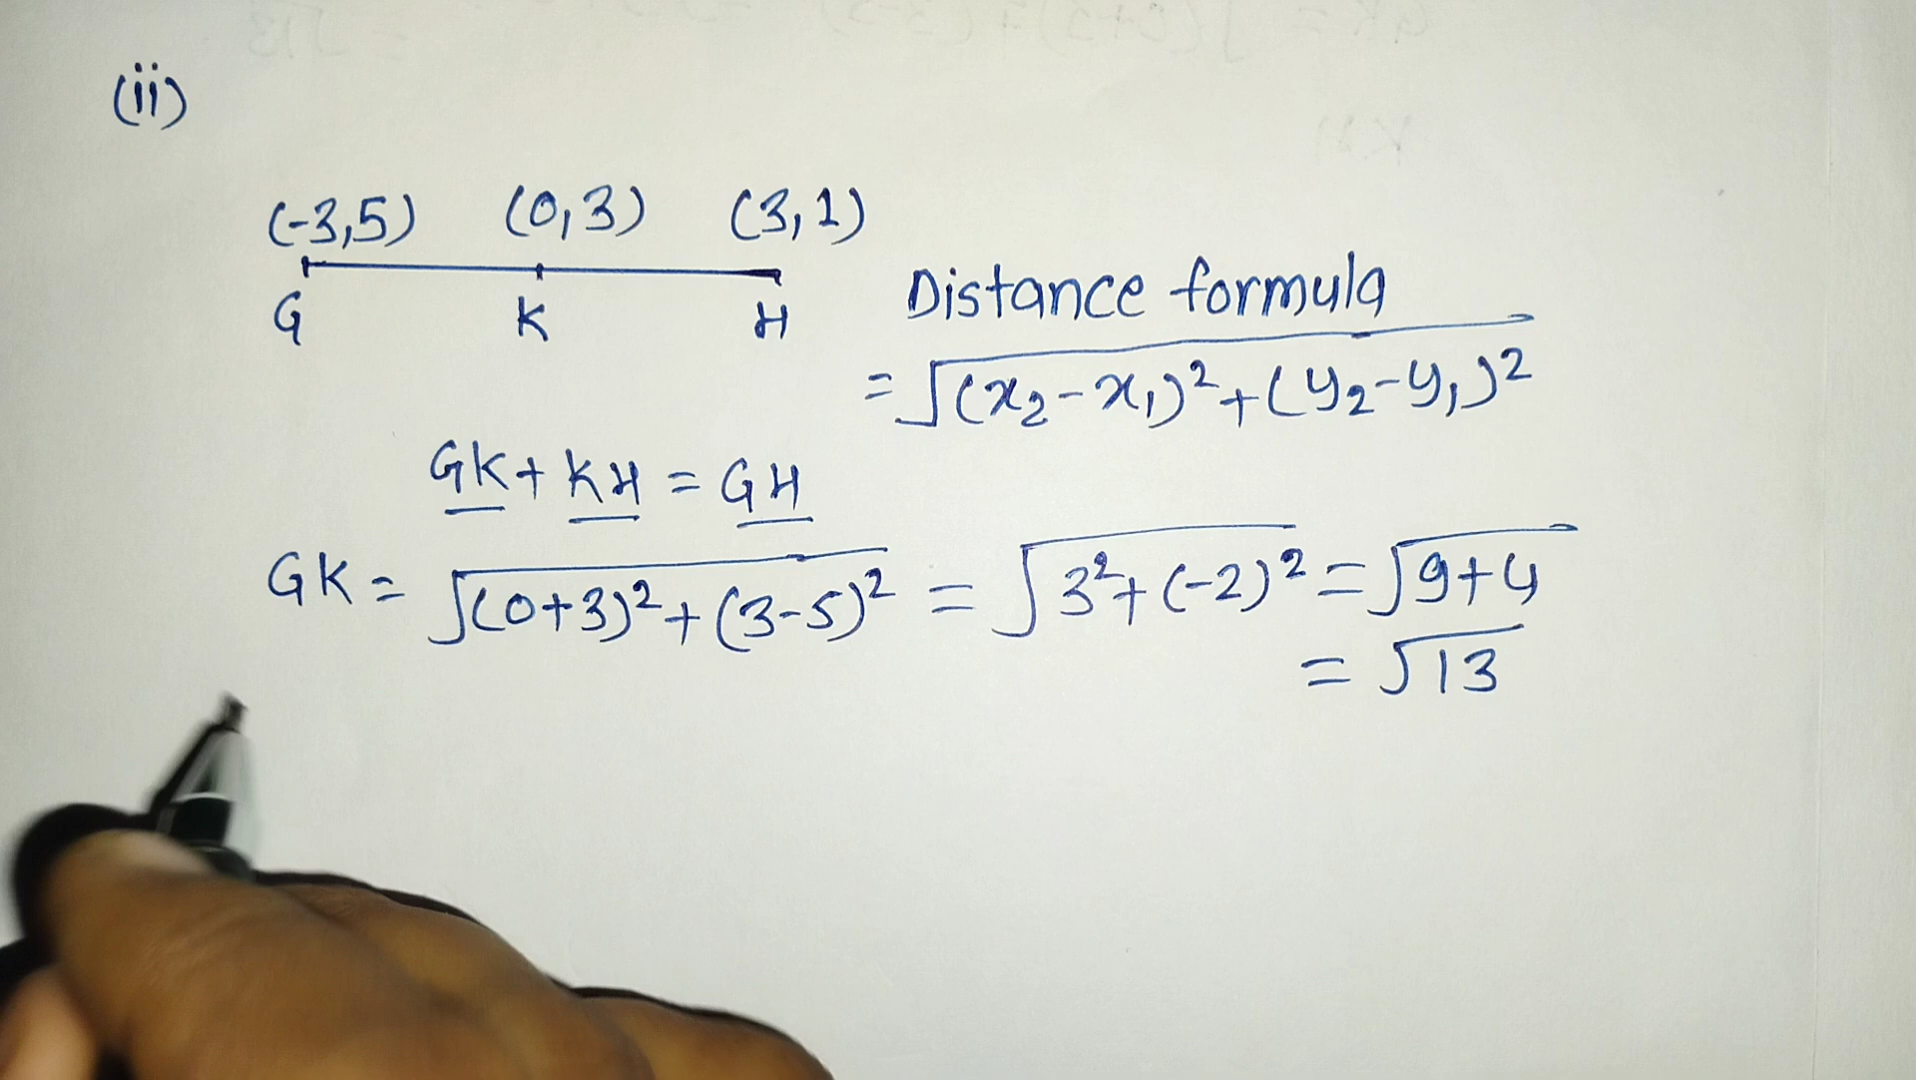 (ii)
(-3,5) (0,3) (3,1)
G K H
Distance formula
= √(x₂-x₁)²+(y₂-y₁)²
GK+KH=GH
GK = √(0+3)²+(3-5)² = √3²+(-2)² = √9+4
= √13